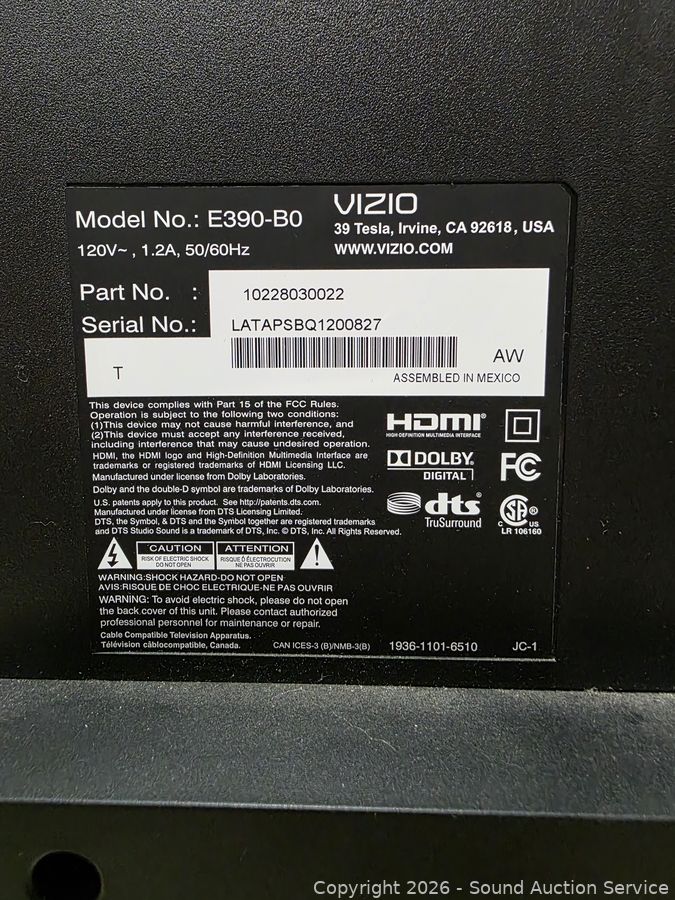 Model No.: E390-B0
VIZIO
39 Tesla, Irvine, CA 92618, USA
120V~, 1.2A, 50/60Hz
WWW.VIZIO.COM
Part No. : 10228030022
Serial No.: LATAPSBQ1200827
T
AW
ASSEMBLED IN MEXICO
This device complies with Part 15 of the FCC Rules.
Operation is subject to the following two conditions:
(1)This device may not cause harmful interference, and
(2)This device must accept any interference received,
including interference that may cause undesired operation.
HDMI, the HDMI logo and High-Definition Multimedia Interface are
trademarks or registered trademarks of HDMI Licensing LLC.
Manufactured under license from Dolby Laboratories.
Dolby and the double-D symbol are trademarks of Dolby Laboratories.
U.S. patents apply to this product. See http://patents.dts.com.
Manufactured under license from DTS Licensing Limited.
DTS, the Symbol, & DTS and the Symbol together are registered trademarks
and DTS Studio Sound is a trademark of DTS, Inc. © DTS, Inc. All Rights Reserved.
HDMI®
HIGH-DEFINITION MULTIMEDIA INTERFACE
DOLBY
DIGITAL
FC
dts®
TruSurround
SA®
C US
LR 106160
CAUTION
RISK OF ELECTRIC SHOCK
DO NOT OPEN
ATTENTION
RISQUE D'ÉLECTROCUTION
NE PAS OUVRIR
WARNING:SHOCK HAZARD-DO NOT OPEN
AVIS:RISQUE DE CHOC ELECTRIQUE-NE PAS OUVRIR
WARNING: To avoid electric shock, please do not open
the back cover of this unit. Please contact authorized
professional personnel for maintenance or repair.
Cable Compatible Television Apparatus.
Télévision câblocompatible, Canada.
CAN ICES-3 (B)/NMB-3(B)
1936-1101-6510
JC-1
Copyright 2026 - Sound Auction Service